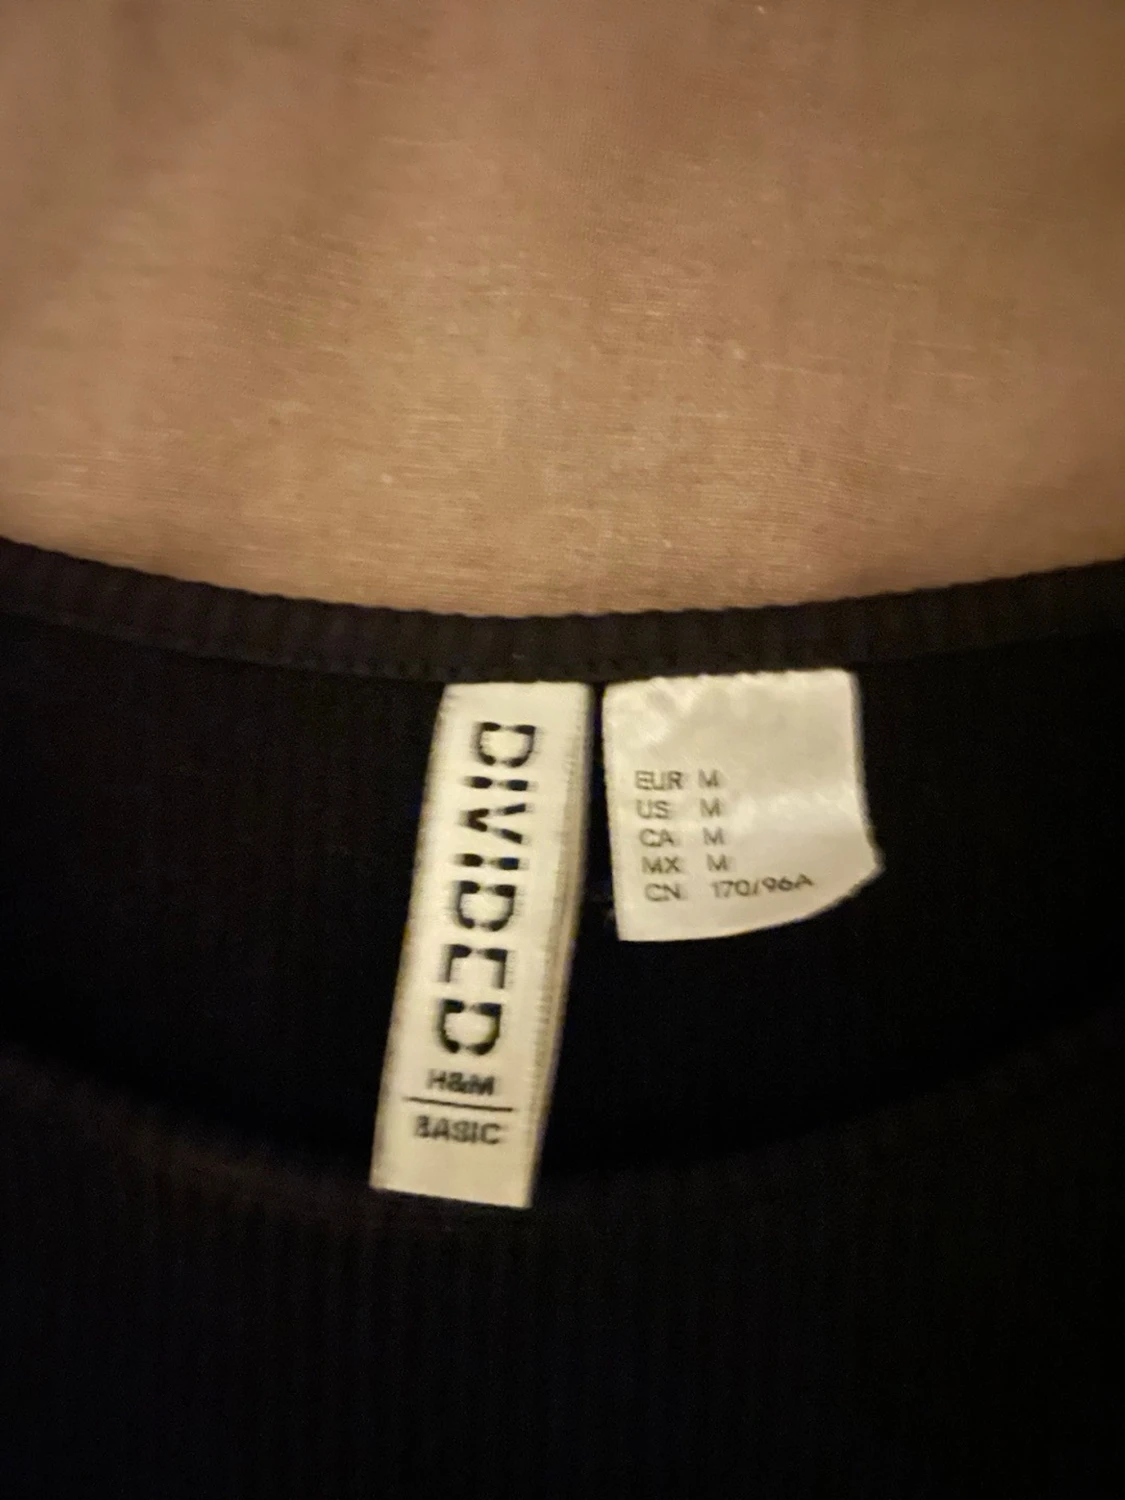 DIVIDED
H&M
BASIC
EUR M
US M
CA M
MX M
CN 170/96A